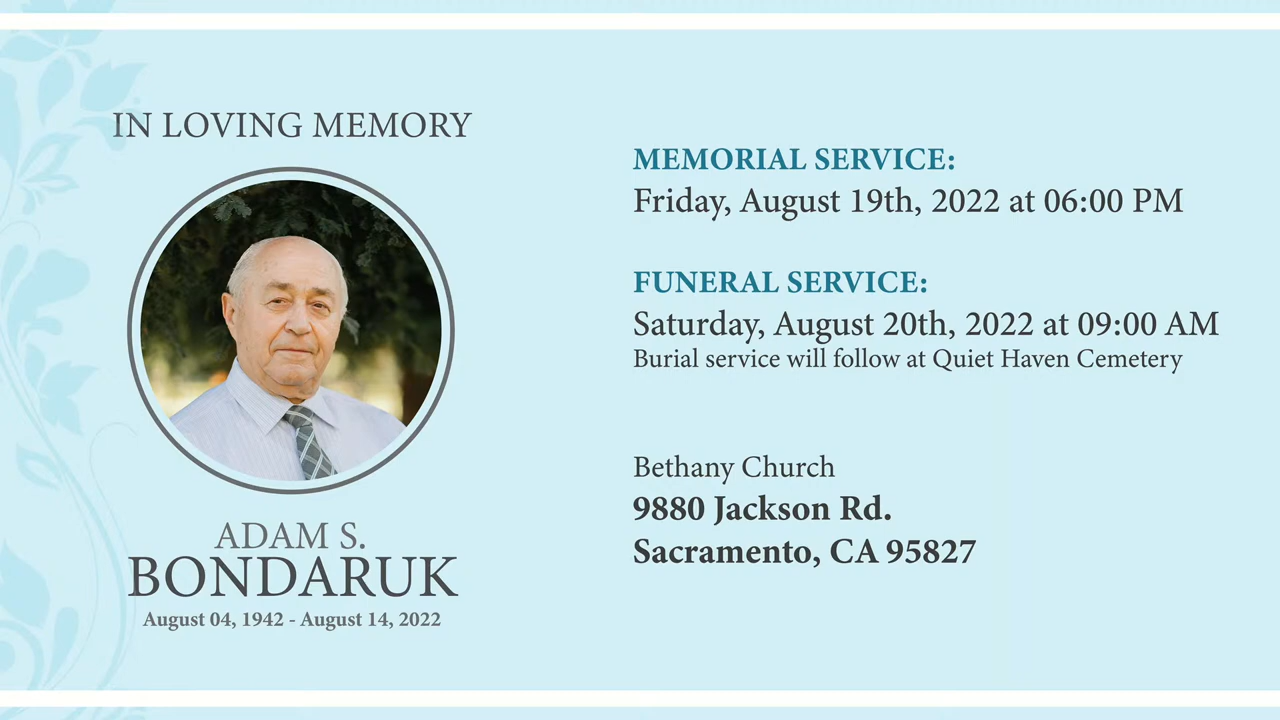 IN LOVING MEMORY
ADAM S.
BONDARUK
August 04, 1942 - August 14, 2022
MEMORIAL SERVICE:
Friday, August 19th, 2022 at 06:00 PM
FUNERAL SERVICE:
Saturday, August 20th, 2022 at 09:00 AM
Burial service will follow at Quiet Haven Cemetery
Bethany Church
9880 Jackson Rd.
Sacramento, CA 95827